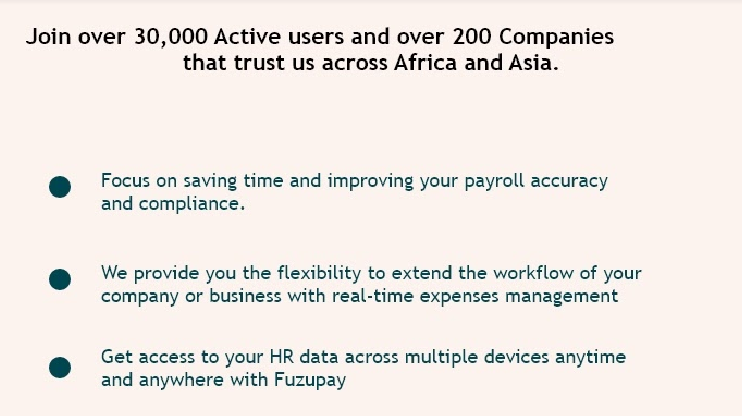 Join over 30,000 Active users and over 200 Companies
that trust us across Africa and Asia.
Focus on saving time and improving your payroll accuracy
and compliance.
We provide you the flexibility to extend the workflow of your
company or business with real-time expenses management
Get access to your HR data across multiple devices anytime
and anywhere with Fuzupay